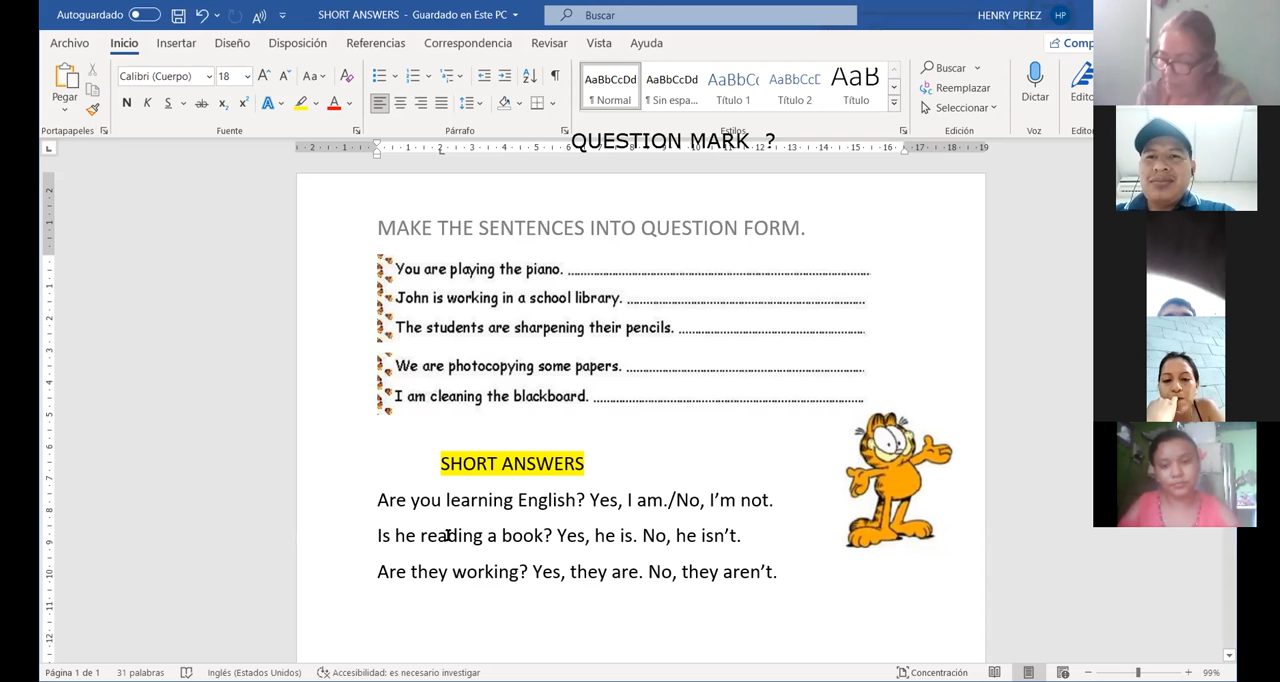 Autoguardado
SHORT ANSWERS - Guardado en Este PC
Buscar
HENRY PEREZ HP
Archivo Inicio Insertar Diseño Disposición Referencias Correspondencia Revisar Vista Ayuda
Comp
Pegar
Calibri (Cuerpo) 18
N K S
AaBbCcDd AaBbCcDd AaBbC AaBbCcD AaB
¶ Normal ¶ Sin espa... Título 1 Título 2 Título
Buscar
Reemplazar
Seleccionar
Dictar
Edito
Portapapeles Fuente Párrafo Estilos Edición Voz Editor
QUESTION MARK ?
MAKE THE SENTENCES INTO QUESTION FORM.
You are playing the piano.
John is working in a school library.
The students are sharpening their pencils.
We are photocopying some papers.
I am cleaning the blackboard.
SHORT ANSWERS
Are you learning English? Yes, I am./No, I’m not.
Is he reading a book? Yes, he is. No, he isn’t.
Are they working? Yes, they are. No, they aren’t.
Página 1 de 1 31 palabras Inglés (Estados Unidos) Accesibilidad: es necesario investigar Concentración 99%